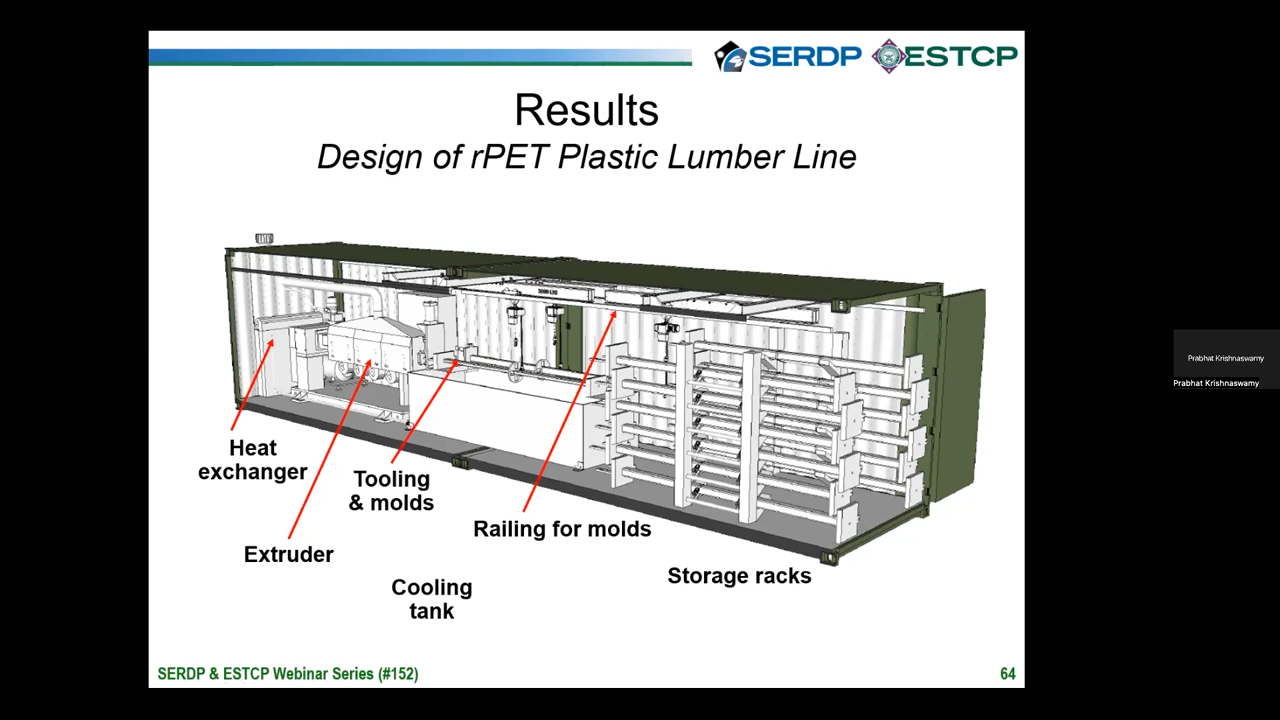 SERDP ESTCP
Results
Design of rPET Plastic Lumber Line
Heat
exchanger
Tooling
& molds
Railing for molds
Extruder
Storage racks
Cooling
tank
SERDP & ESTCP Webinar Series (#152)
64
Prabhat Krishnaswamy
Prabhat Krishnaswamy